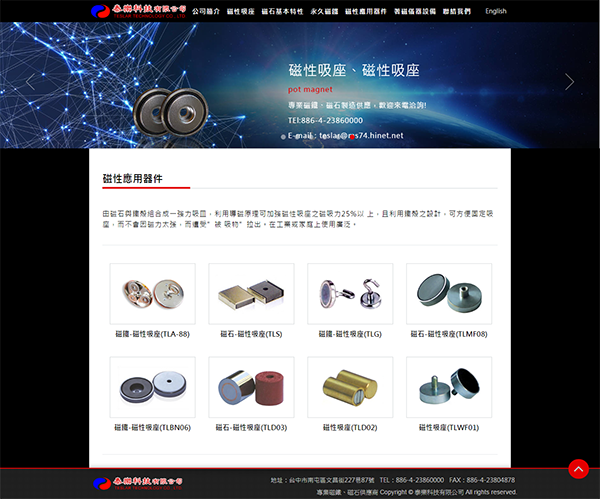 泰樂科技有限公司
TESLAR TECHNOLOGY CO., LTD.
公司簡介 磁性吸座 磁石基本特性 永久磁鐵 磁性應用器件 著磁儀器設備 聯絡我們 English
磁性吸座、磁性吸座
pot magnet
專業磁鐵、磁石製造供應、歡迎來電洽詢!
TEl:886-4-23860000
E-mail : teslar@ms74.hinet.net
磁性應用器件
由磁石與鐵殼組合成一強力吸皿，利用導磁原理可加強磁性吸座之磁吸力25%以 上，且利用鐵殼之設計，可方便固定吸
座，而不會因磁力太強，而遭受"被 吸物"拉出。在工業或家庭上使用廣泛。
磁鐵-磁性吸座(TLA-88) 磁石-磁性吸座(TLS) 磁鐵-磁性吸座(TLG) 磁石-磁性吸座(TLMF08)
磁鐵-磁性吸座(TLBN06) 磁石-磁性吸座(TLD03) 磁性吸座(TLD02) 磁性吸座(TLWF01)
泰樂科技有限公司
地址：台中市南屯區文昌街227巷87號 TEL：886-4-23860000 FAX：886-4-23804878
專業磁鐵、磁石供應商 Copyright © 泰樂科技有限公司 All rights reserved.